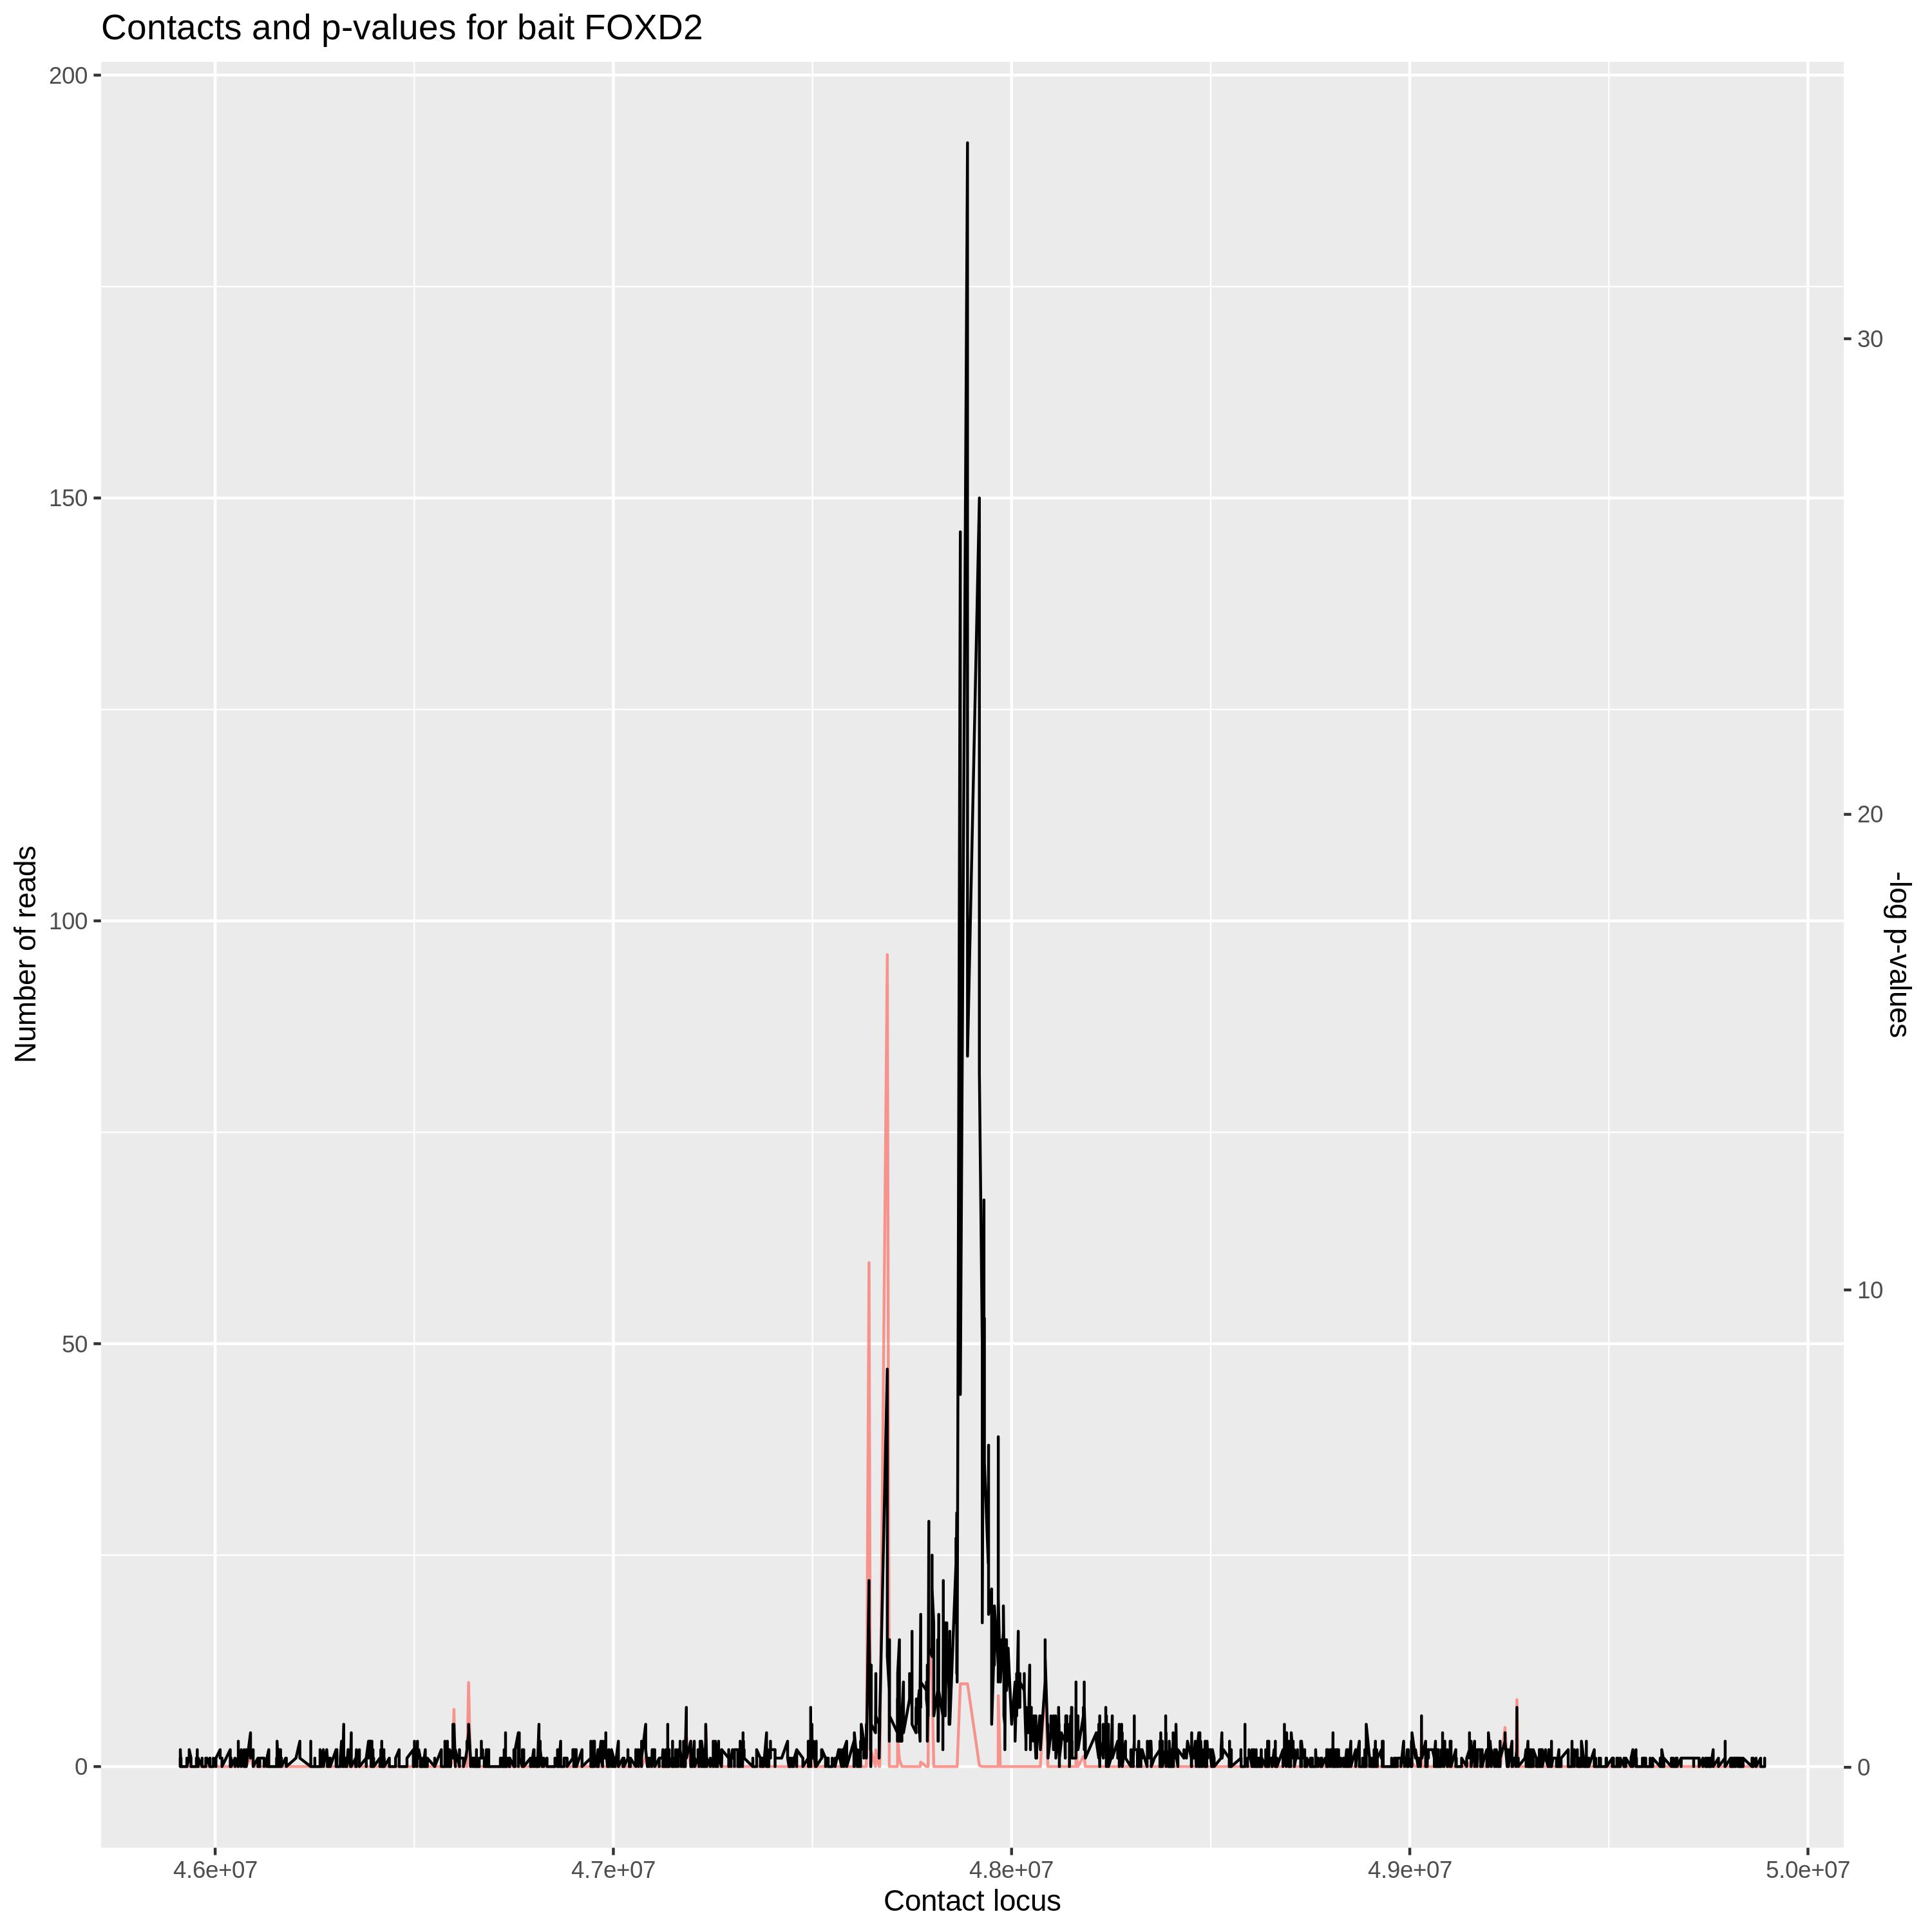 Contacts and p-values for bait FOXD2
200
150
100
50
0
Number of reads
30
20
10
0
-log p-values
4.6e+07 4.7e+07 4.8e+07 4.9e+07 5.0e+07
Contact locus